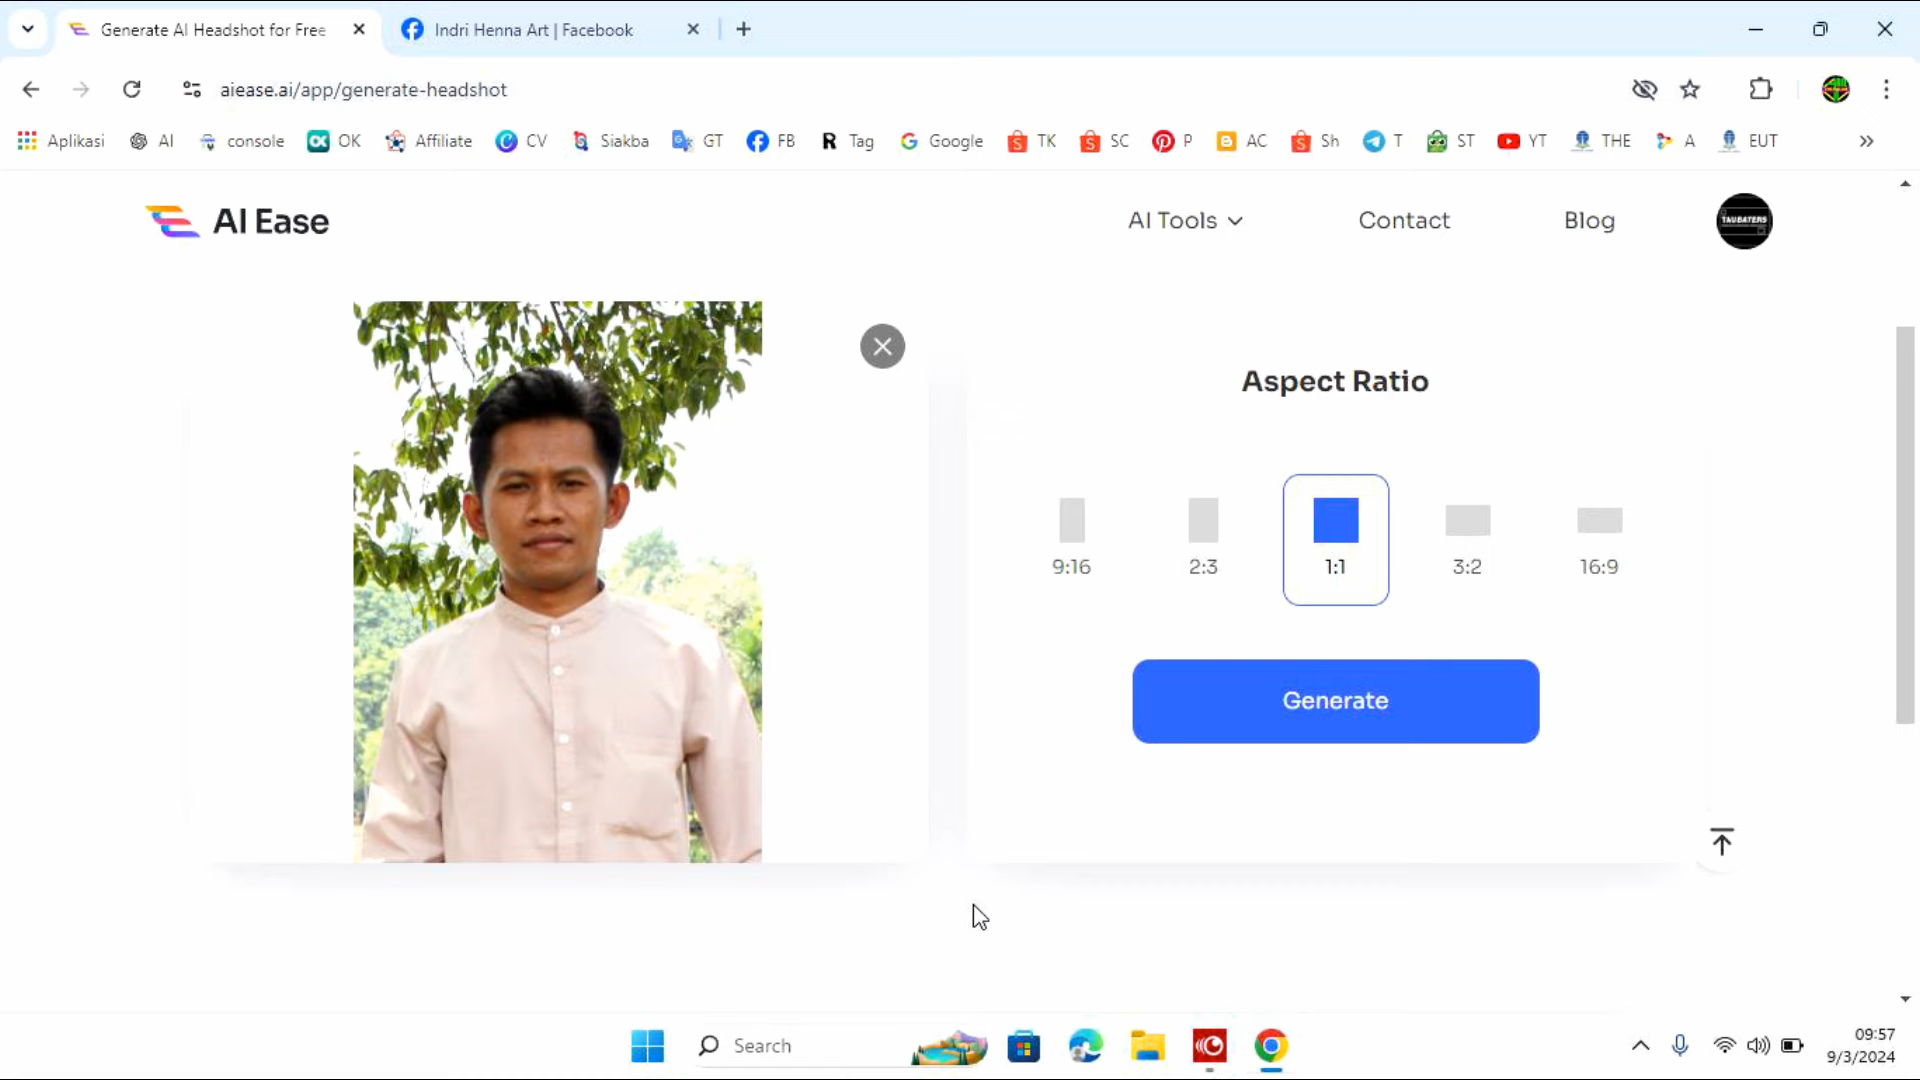 Generate AI Headshot for Free
Indri Henna Art | Facebook
aiease.ai/app/generate-headshot
Aplikasi AI console OK Affiliate CV Siakba GT FB Tag Google TK SC P AC Sh T ST YT THE A EUT
AI Ease
AI Tools
Contact
Blog
TAUBATERS
Aspect Ratio
9:16 2:3 1:1 3:2 16:9
Generate
Search
09:57
9/3/2024